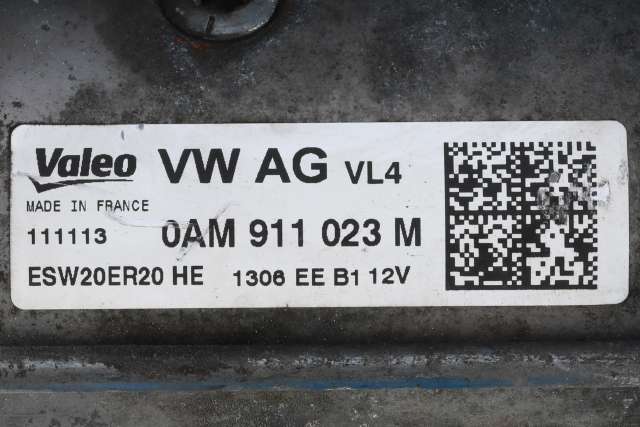 Valeo VW AG VL4
MADE IN FRANCE
111113 0AM 911 023 M
ESW20ER20 HE 1306 EE B1 12V